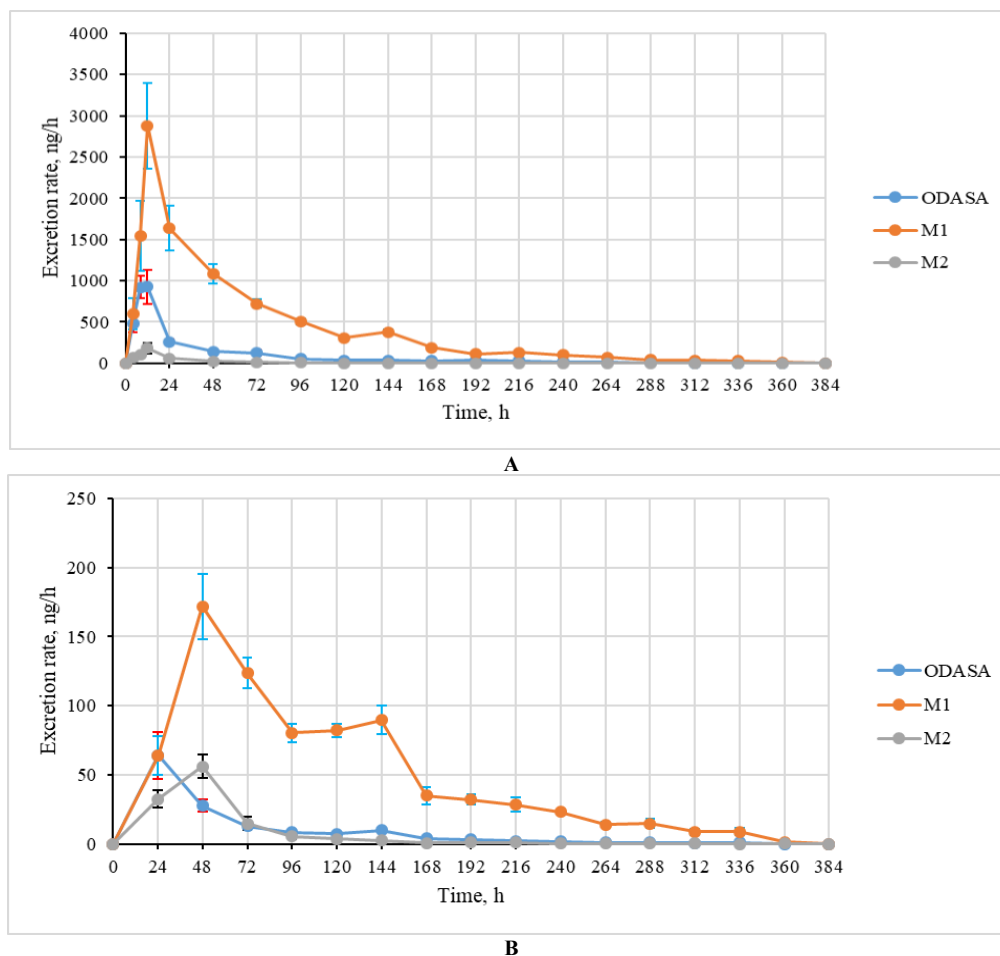 4000
3500
3000
2500
2000
1500
1000
500
0
Excretion rate, ng/h
0 24 48 72 96 120 144 168 192 216 240 264 288 312 336 360 384
Time, h
ODASA
M1
M2
A
250
200
150
100
50
0
Excretion rate, ng/h
0 24 48 72 96 120 144 168 192 216 240 264 288 312 336 360 384
Time, h
ODASA
M1
M2
B